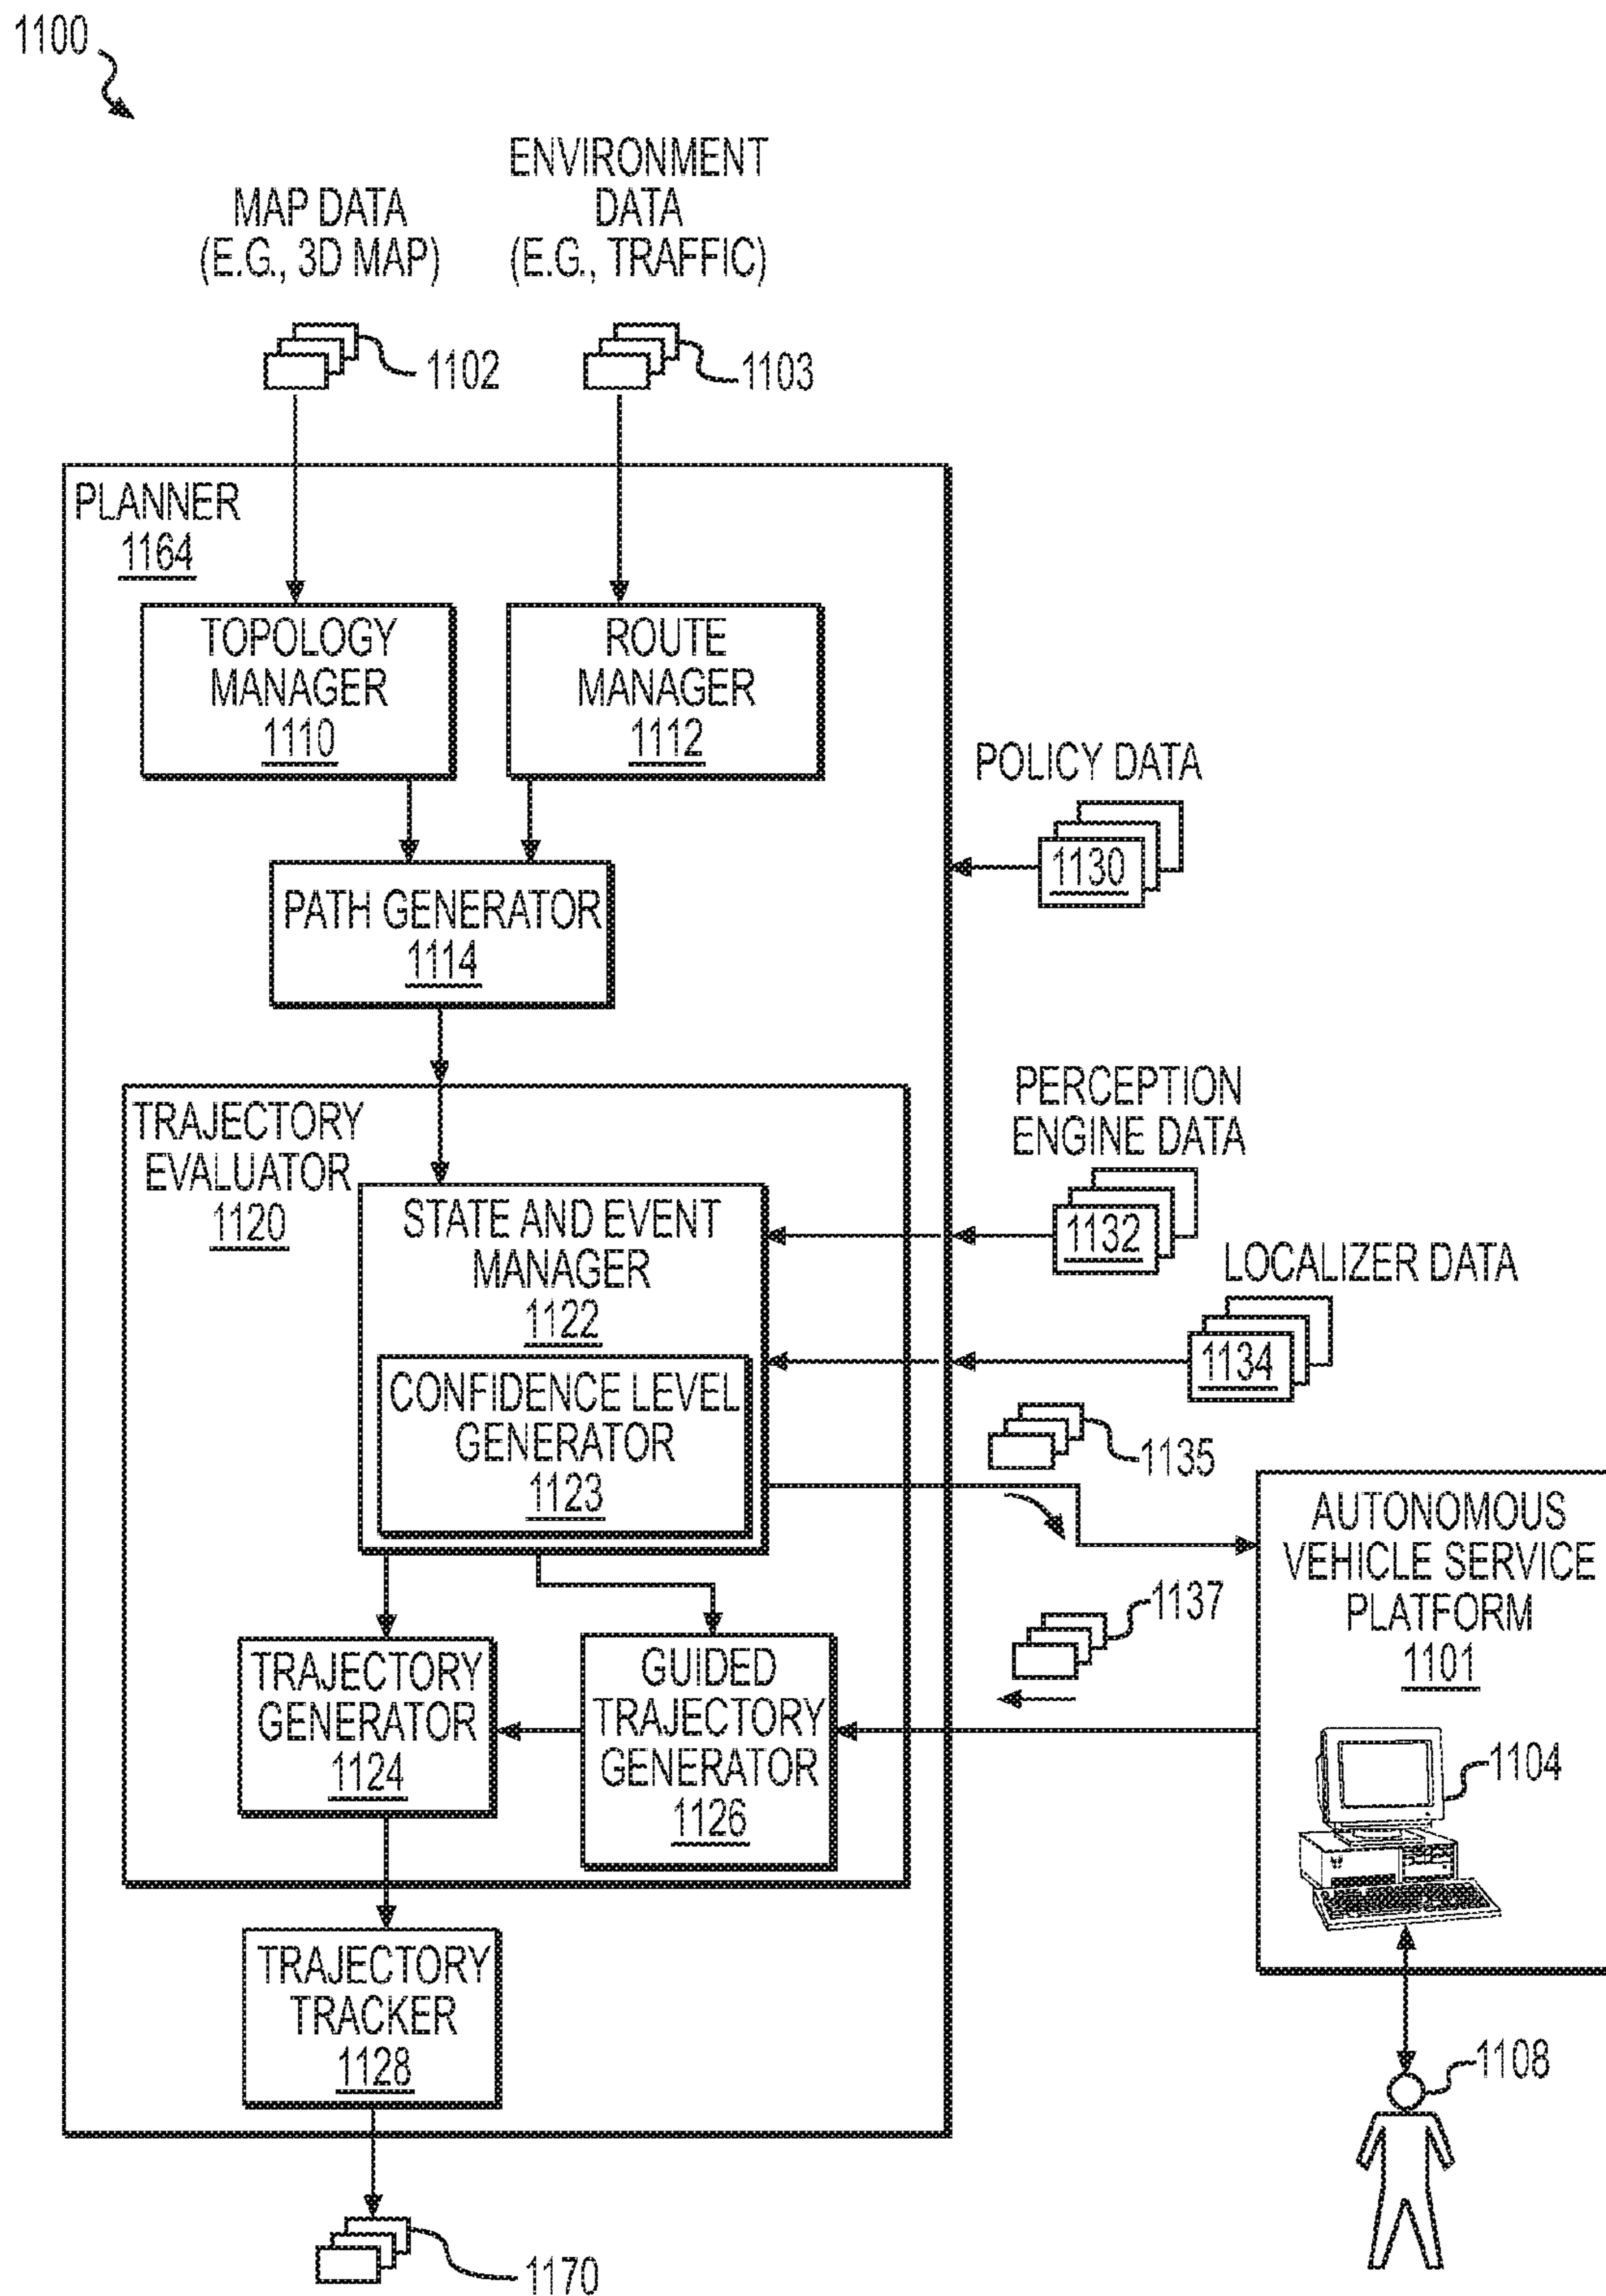 1100
MAP DATA
(E.G., 3D MAP)
ENVIRONMENT
DATA
(E.G., TRAFFIC)
1102
1103
PLANNER
1164
TOPOLOGY
MANAGER
1110
ROUTE
MANAGER
1112
POLICY DATA
1130
PATH GENERATOR
1114
TRAJECTORY
EVALUATOR
1120
PERCEPTION
ENGINE DATA
1132
STATE AND EVENT
MANAGER
1122
LOCALIZER DATA
1134
CONFIDENCE LEVEL
GENERATOR
1123
1135
AUTONOMOUS
VEHICLE SERVICE
PLATFORM
1101
1137
TRAJECTORY
GENERATOR
1124
GUIDED
TRAJECTORY
GENERATOR
1126
1104
TRAJECTORY
TRACKER
1128
1108
1170